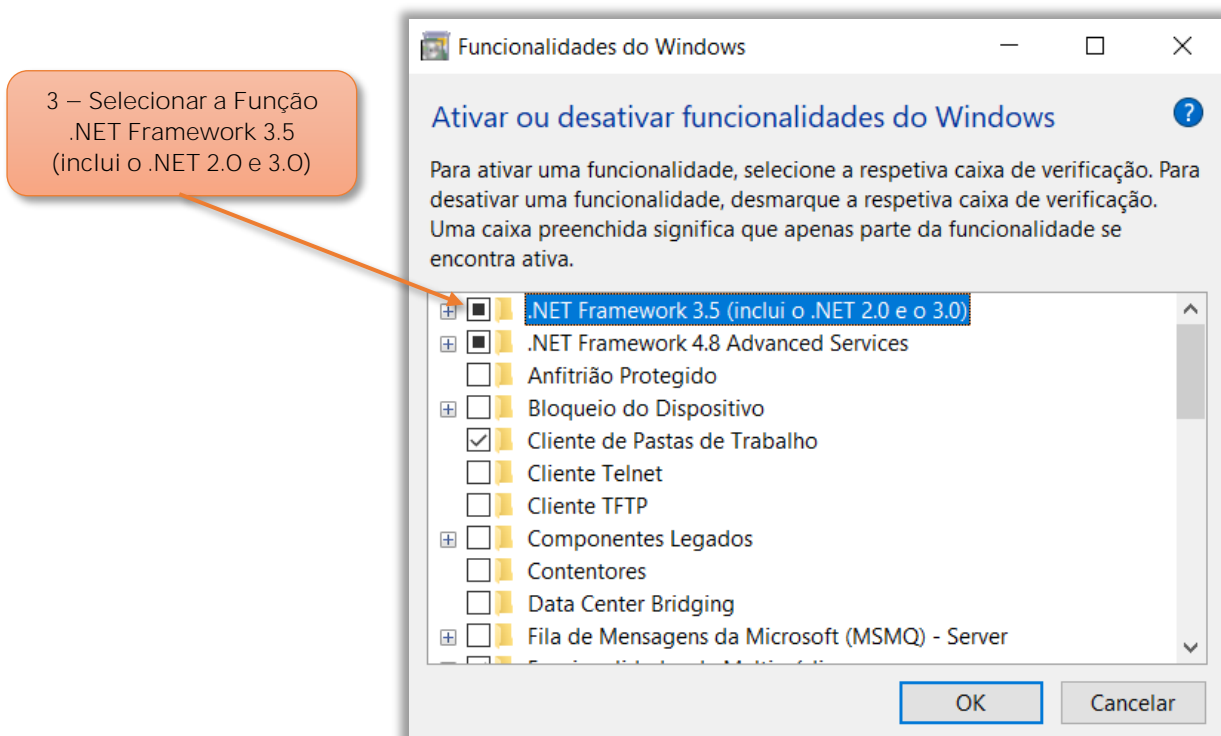 Funcionalidades do Windows
3 – Selecionar a Função
.NET Framework 3.5
(inclui o .NET 2.0 e 3.0)
Ativar ou desativar funcionalidades do Windows
?
Para ativar uma funcionalidade, selecione a respetiva caixa de verificação. Para
desativar uma funcionalidade, desmarque a respetiva caixa de verificação.
Uma caixa preenchida significa que apenas parte da funcionalidade se
encontra ativa.
.NET Framework 3.5 (inclui o .NET 2.0 e o 3.0)
.NET Framework 4.8 Advanced Services
Anfitrião Protegido
Bloqueio do Dispositivo
Cliente de Pastas de Trabalho
Cliente Telnet
Cliente TFTP
Componentes Legados
Contentores
Data Center Bridging
Fila de Mensagens da Microsoft (MSMQ) - Server
OK
Cancelar